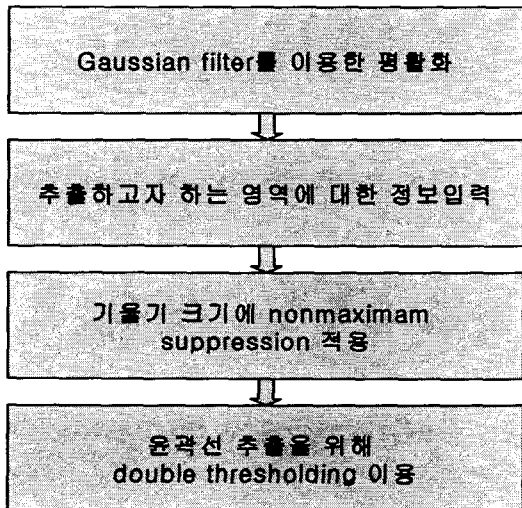 Gaussian filter를 이용한 평활화
추출하고자 하는 영역에 대한 정보입력
기울기 크기에 nonmaximam
suppression 적용
윤곽선 추출을 위해
double thresholding 이용